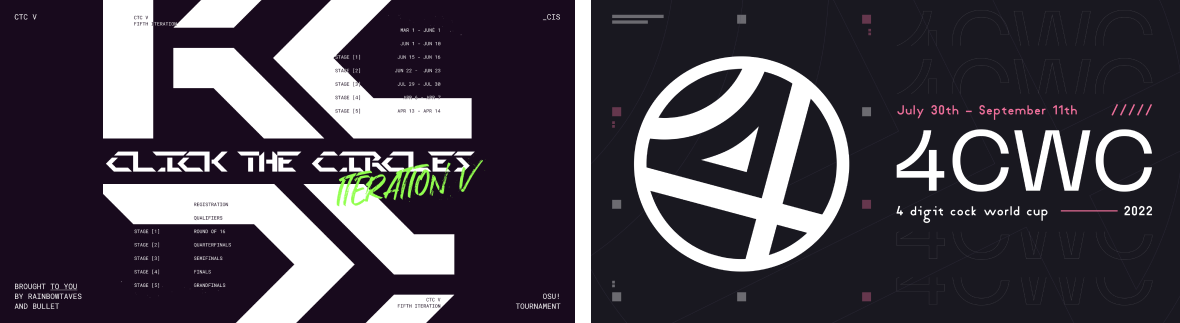 CTC V
_CIS
CTC V
FIFTH ITERATION
MAR 1 - JUNE 1
JUN 1 - JUN 10
STAGE [1] JUN 15 - JUN 16
STAGE [2] JUN 22 - JUN 23
STAGE [3] JUL 29 - JUL 30
STAGE [4]
STAGE [5] APR 13 - APR 14
CLICK THE CIRCLES
ITERATION V
REGISTRATION
QUALIFIERS
STAGE [1] ROUND OF 16
STAGE [2] QUARTERFINALS
STAGE [3] SEMIFINALS
STAGE [4] FINALS
STAGE [5] GRANDFINALS
BROUGHT TO YOU
BY RAINBOWTAVES
AND BULLET
CTC V
FIFTH ITERATION
OSU!
TOURNAMENT
July 30th - September 11th /////
4CWC
4 digit cock world cup
2022
4CWC
4CWC
4CWC
4CWC